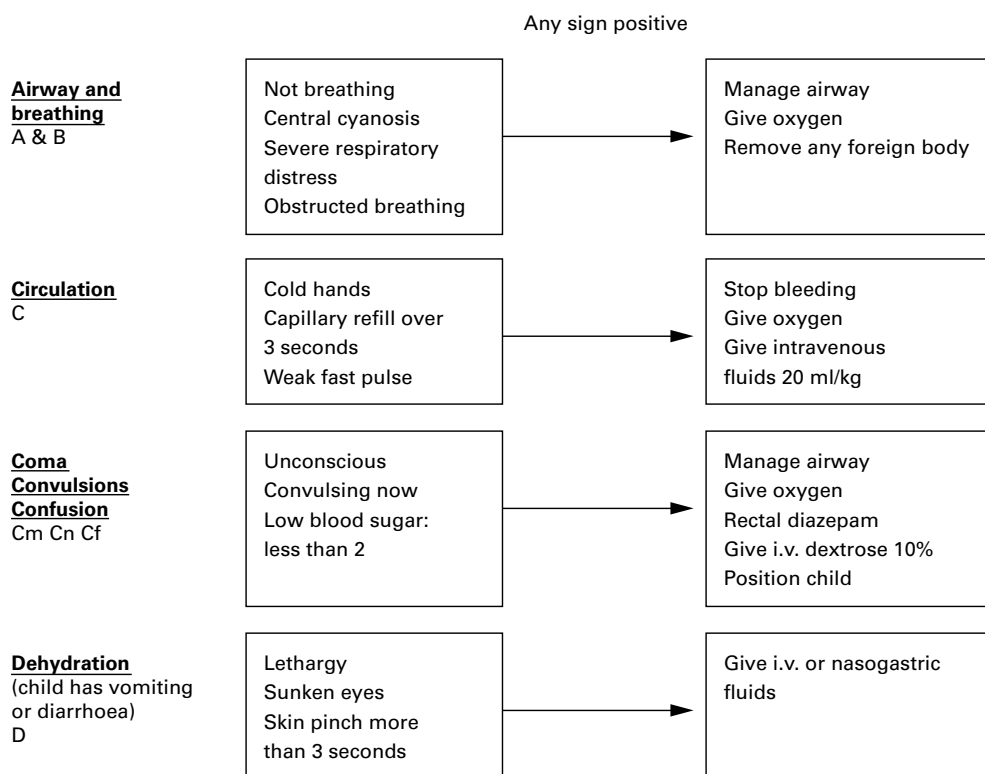 Any sign positive
Airway and
breathing
A & B
Not breathing
Central cyanosis
Severe respiratory
distress
Obstructed breathing
Manage airway
Give oxygen
Remove any foreign body
Circulation
C
Cold hands
Capillary refill over
3 seconds
Weak fast pulse
Stop bleeding
Give oxygen
Give intravenous
fluids 20 ml/kg
Coma
Convulsions
Confusion
Cm Cn Cf
Unconscious
Convulsing now
Low blood sugar:
less than 2
Manage airway
Give oxygen
Rectal diazepam
Give i.v. dextrose 10%
Position child
Dehydration
(child has vomiting
or diarrhoea)
D
Lethargy
Sunken eyes
Skin pinch more
than 3 seconds
Give i.v. or nasogastric
fluids